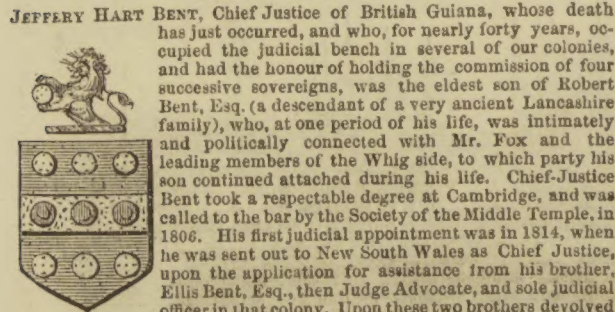 JEFFERY HART BENT, Chief Justice of British Guiana, whose death
has just occurred, and who, for nearly forty years, oc-
cupied the judicial bench in several of our colonies,
and had the honour of holding the commission of four
successive sovereigns, was the eldest son of Robert
Bent, Esq. (a descendant of a very ancient Lancashire
family), who, at one period of his life, was intimately
and politically connected with Mr. Fox and the
leading members of the Whig side, to which party his
son continued attached during his life. Chief-Justice
Bent took a respectable degree at Cambridge, and was
called to the bar by the Society of the Middle Temple, in
1806. His first judicial appointment was in 1814, when
he was sent out to New South Wales as Chief Justice,
upon the application for assistance from his brother,
Ellis Bent, Esq., then Judge Advocate, and sole judicial
officer in that colony. Upon these two brothers devolved